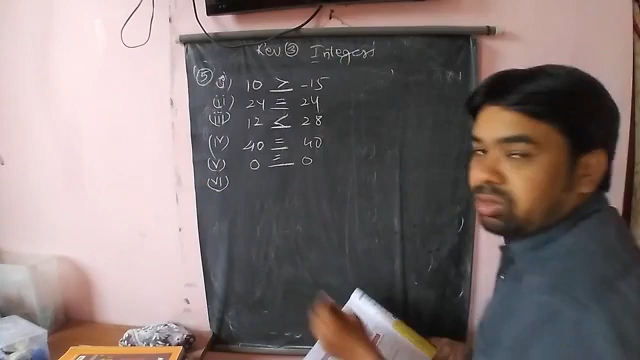 Rev ③ Integers
⑤ i) 10 > -15
(ii) 24 = 24
(iii) 12 < 28
(iv) 40 = 40
(v) 0 = 0
(vi)